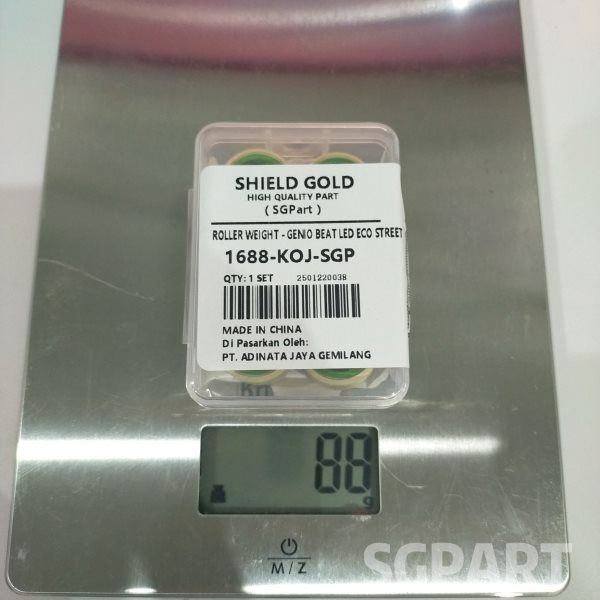 SHIELD GOLD
HIGH QUALITY PART
( SGPart )
ROLLER WEIGHT - GENIO BEAT LED ECO STREET
1688-KOJ-SGP
QTY: 1 SET 250122003B
MADE IN CHINA
Di Pasarkan Oleh:
PT. ADINATA JAYA GEMILANG
88
g
M/Z
SGPART